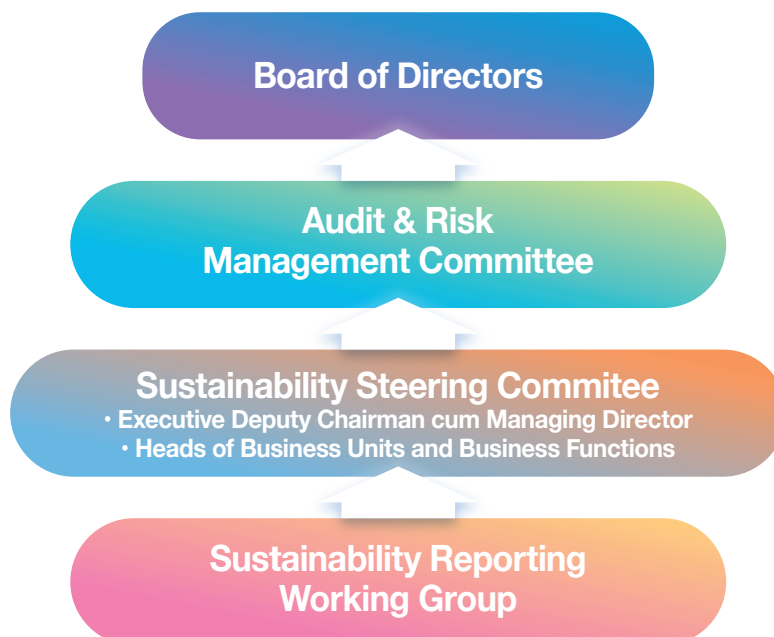 Board of Directors
Audit & Risk
Management Committee
Sustainability Steering Commitee
• Executive Deputy Chairman cum Managing Director
• Heads of Business Units and Business Functions
Sustainability Reporting
Working Group